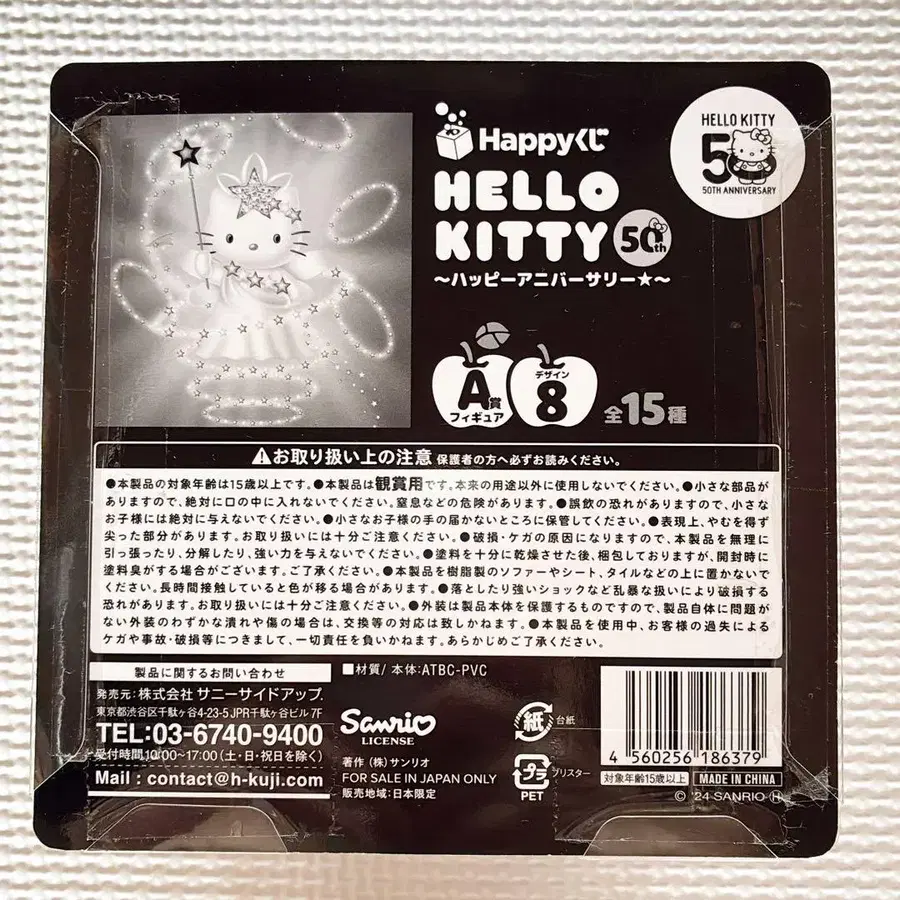 Happyくじ
HELLO
KITTY 50th
～ハッピーアニバーサリー★～
HELLO KITTY
50
50TH ANNIVERSARY
A賞
フィギュア
デザイン
8
全15種
⚠お取り扱い上の注意 保護者の方へ必ずお読みください。
●本製品の対象年齢は15歳以上です。●本製品は観賞用です。本来の用途以外に使用しないでください。●小さな部品が
ありますので、絶対に口の中に入れないでください。窒息などの危険があります。●誤飲の恐れがありますので、小さな
お子様には絶対に与えないでください。●小さなお子様の手の届かないところに保管してください。●表現上、やむを得ず
尖った部分があります。お取り扱いには十分ご注意ください。●破損・ケガの原因になりますので、本製品を無理に
引っ張ったり、分解したり、強い力を与えないでください。●塗料を十分に乾燥させた後、梱包しておりますが、開封時に
塗料臭がする場合がございます。ご了承ください。●本製品を樹脂製のソファーやシート、タイルなどの上に置かないで
ください。長時間接触していると色が移る場合があります。●落としたり強いショックなど乱暴な扱いにより破損する
恐れがあります。お取り扱いには十分ご注意ください。●外装は製品本体を保護するものですので、製品自体に問題が
ない外装のわずかな潰れや傷の場合は、交換等の対応は致しかねます。●本製品を使用中、お客様の過失による
ケガや事故・破損等につきまして、一切責任を負いかねます。あらかじめご了承ください。
製品に関するお問い合わせ
発売元：株式会社 サニーサイドアップ
東京都渋谷区千駄ヶ谷4-23-5 JPR千駄ヶ谷ビル 7F
TEL:03-6740-9400
受付時間10:00～17:00（土・日・祝日を除く）
Mail : contact@h-kuji.com
■材質/ 本体:ATBC-PVC
Sanrio
LICENSE
著作（株）サンリオ
FOR SALE IN JAPAN ONLY
販売地域：日本限定
紙 台紙
プラ ブリスター
PET
4 560256 186379
対象年齢15歳以上
MADE IN CHINA
© '24 SANRIO Ⓗ